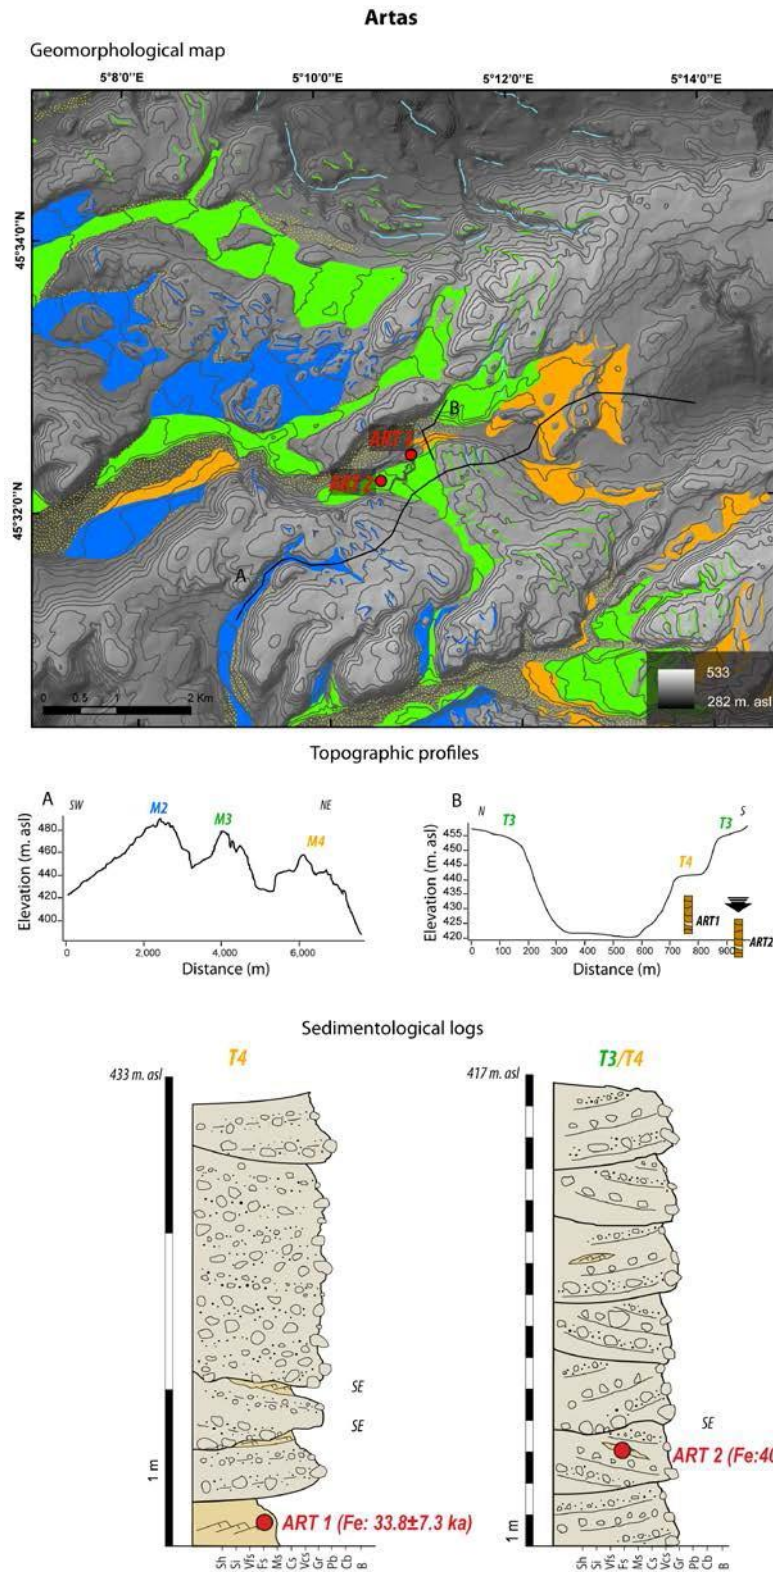 Artas
Geomorphological map
5°8'0"E 5°10'0"E 5°12'0"E 5°14'0"E
45°34'0"N
45°32'0"N
B
ART 1
ART 2
A
533
282 m. asl
0 0.5 1 2 Km
Topographic profiles
A
SW M2 M3 M4 NE
Elevation (m. asl)
480
460
440
420
400
0 2,000 4,000 6,000
Distance (m)
B
N T3 T4 T3 S
Elevation (m. asl)
455
450
445
440
435
430
425
420
ART1
ART2
0 100 200 300 400 500 600 700 800 900
Distance (m)
Sedimentological logs
T4
433 m. asl
SE
SE
1 m
ART 1 (Fe: 33.8±7.3 ka)
Sh Si Vfs Fs Ms Cs Vcs Gr Pb Cb B
T3/T4
417 m. asl
SE
ART 2 (Fe:40
1 m
Sh Si Vfs Fs Ms Cs Vcs Gr Pb Cb B